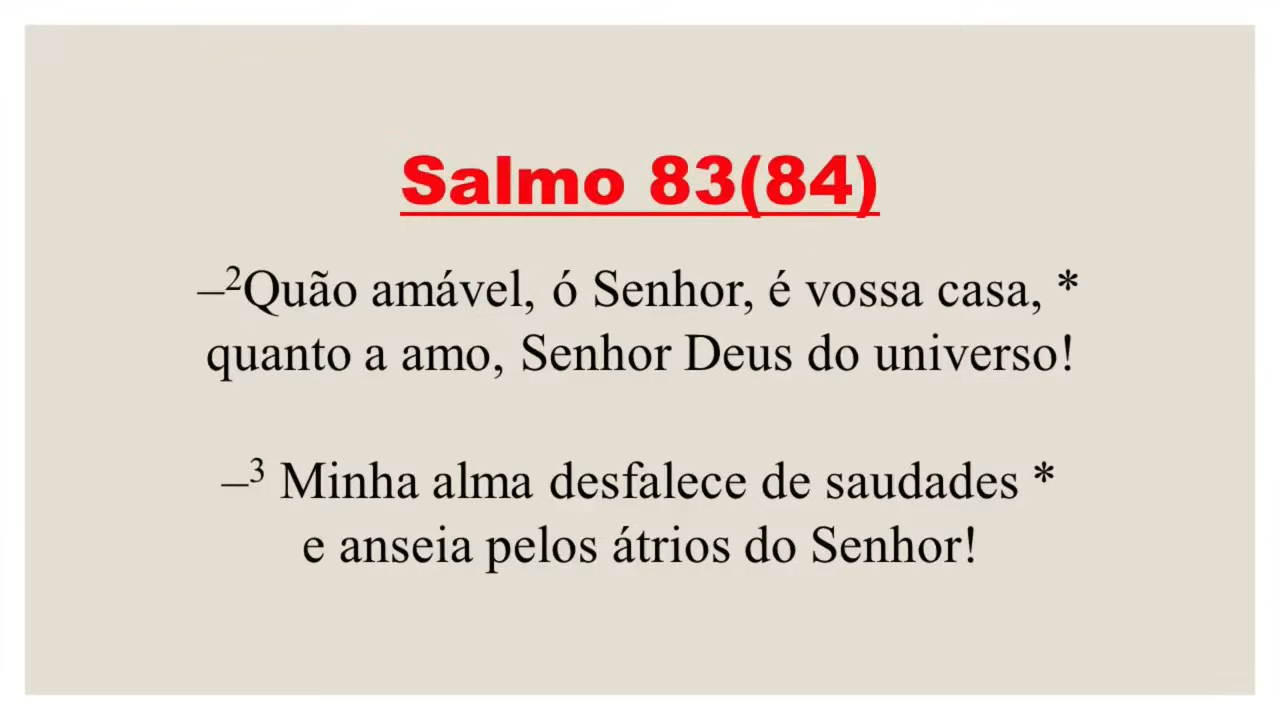 Salmo 83(84)
–²Quão amável, ó Senhor, é vossa casa, *
quanto a amo, Senhor Deus do universo!
–³ Minha alma desfalece de saudades *
e anseia pelos átrios do Senhor!